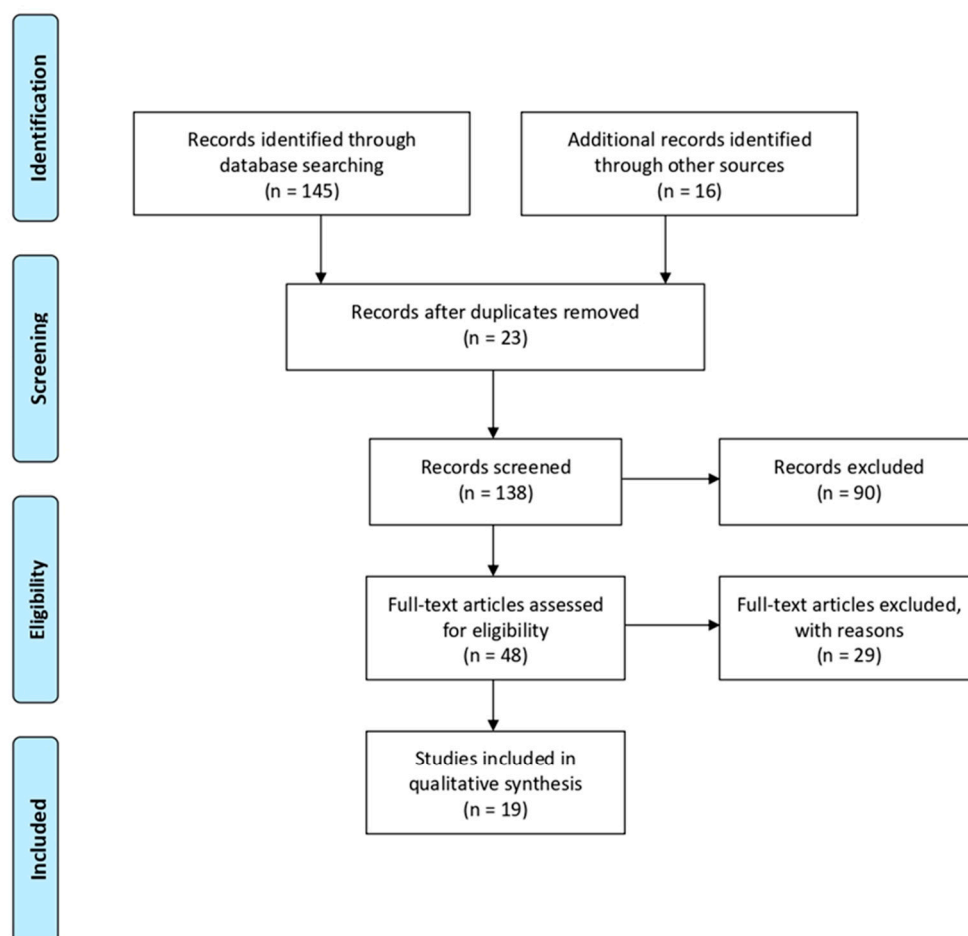 Identification
Records identified through
database searching
(n = 145)
Additional records identified
through other sources
(n = 16)
Screening
Records after duplicates removed
(n = 23)
Records screened
(n = 138)
Records excluded
(n = 90)
Eligibility
Full-text articles assessed
for eligibility
(n = 48)
Full-text articles excluded,
with reasons
(n = 29)
Included
Studies included in
qualitative synthesis
(n = 19)